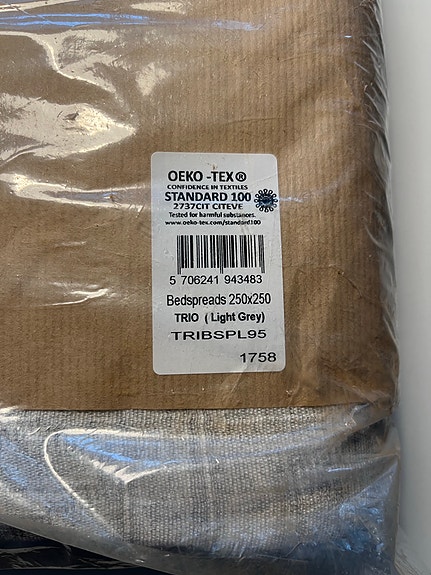 OEKO -TEX®
CONFIDENCE IN TEXTILES
STANDARD 100
2737CIT CITEVE
Tested for harmful substances.
www.oeko-tex.com/standard100
5 706241 943483
Bedspreads 250x250
TRIO ( Light Grey)
TRIBSPL95
1758